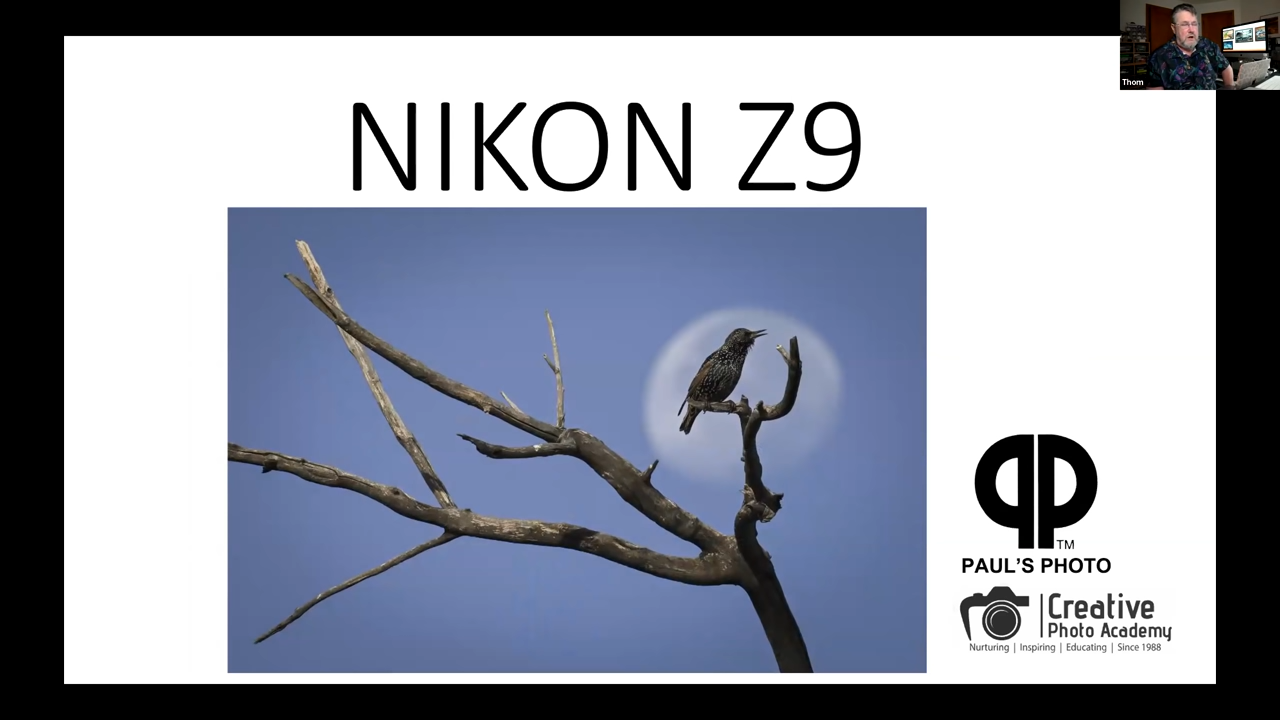 Thom
NIKON Z9
TM
PAUL'S PHOTO
Creative
Photo Academy
Nurturing | Inspiring | Educating | Since 1988